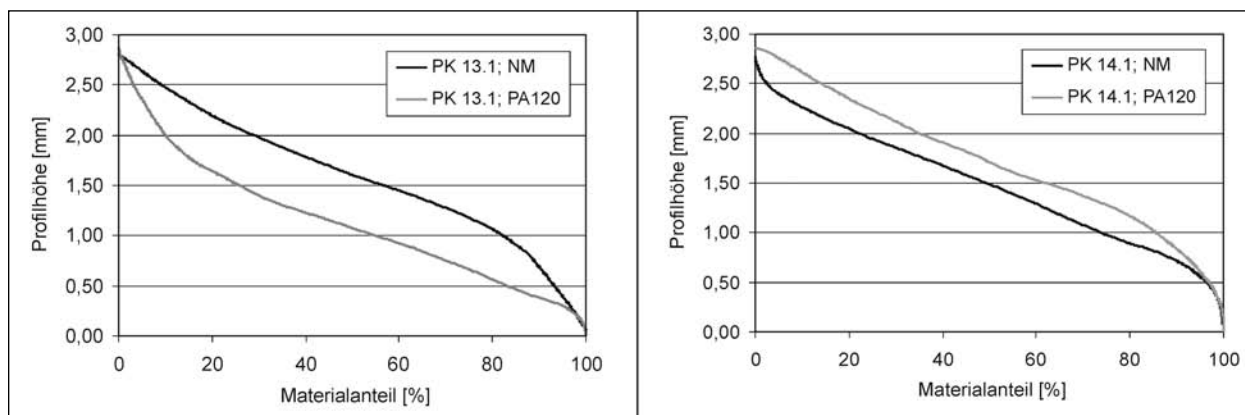 3,00
2,50
2,00
1,50
1,00
0,50
0,00
Profilhöhe [mm]
PK 13.1; NM
PK 13.1; PA120
0 20 40 60 80 100
Materialanteil [%]
3,00
2,50
2,00
1,50
1,00
0,50
0,00
Profilhöhe [mm]
PK 14.1; NM
PK 14.1; PA120
0 20 40 60 80 100
Materialanteil [%]